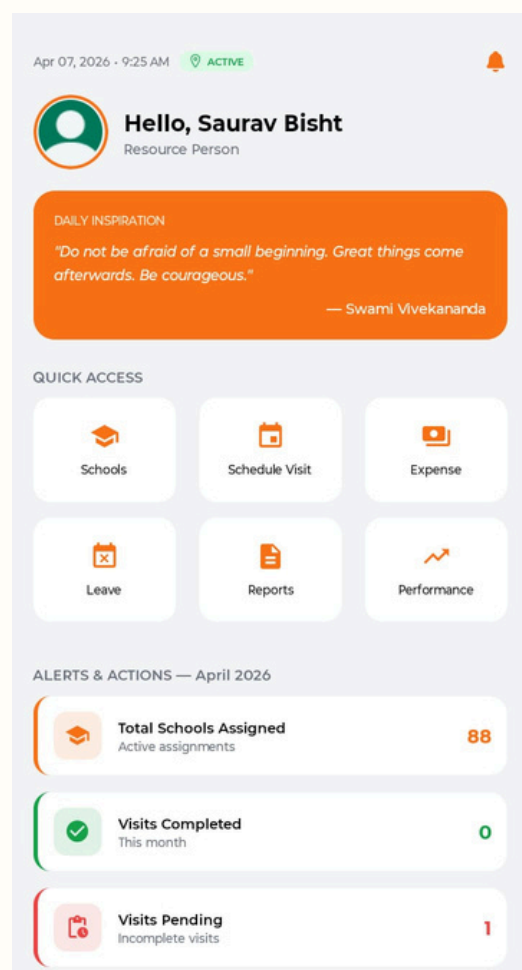 Apr 07, 2026 • 9:25 AM ACTIVE
Hello, Saurav Bisht
Resource Person
DAILY INSPIRATION
"Do not be afraid of a small beginning. Great things come
afterwards. Be courageous."
— Swami Vivekananda
QUICK ACCESS
Schools Schedule Visit Expense
Leave Reports Performance
ALERTS & ACTIONS — April 2026
Total Schools Assigned 88
Active assignments
Visits Completed 0
This month
Visits Pending 1
Incomplete visits